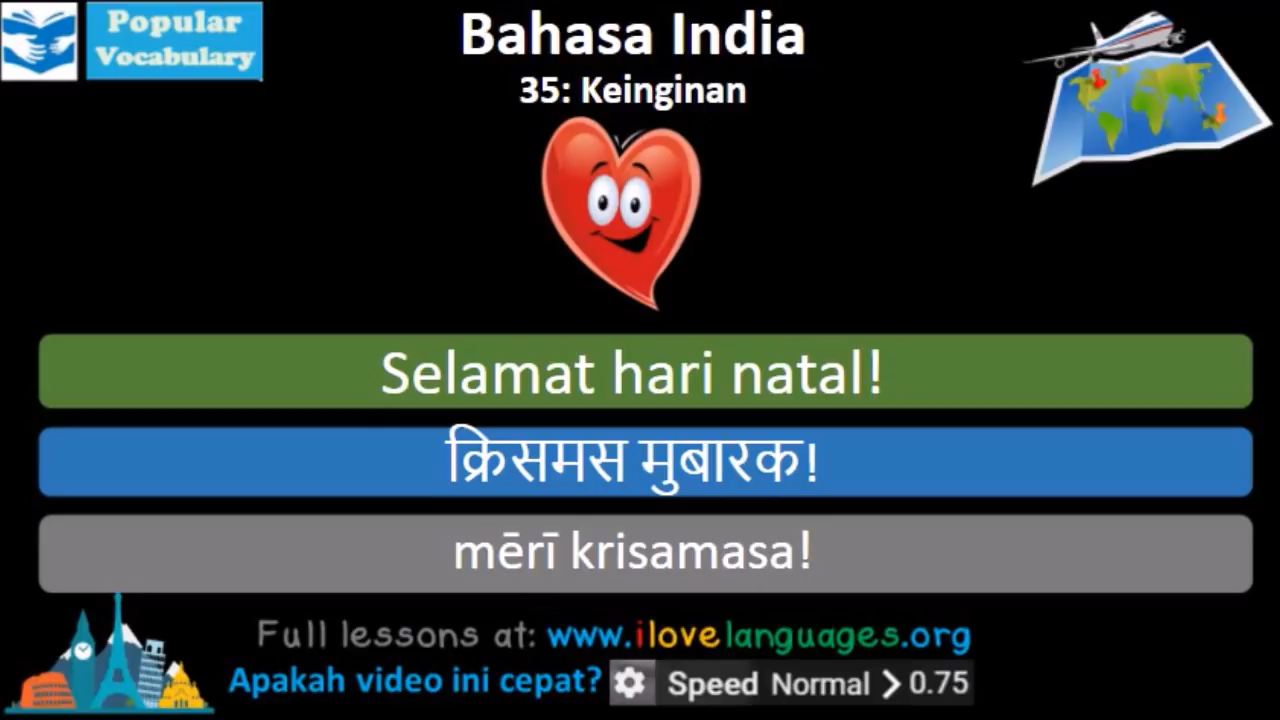 Popular
Vocabulary
Bahasa India
35: Keinginan
Selamat hari natal!
क्रिसमस मुबारक!
mērī krisamasa!
Full lessons at: www.ilovelanguages.org
Apakah video ini cepat? Speed Normal > 0.75